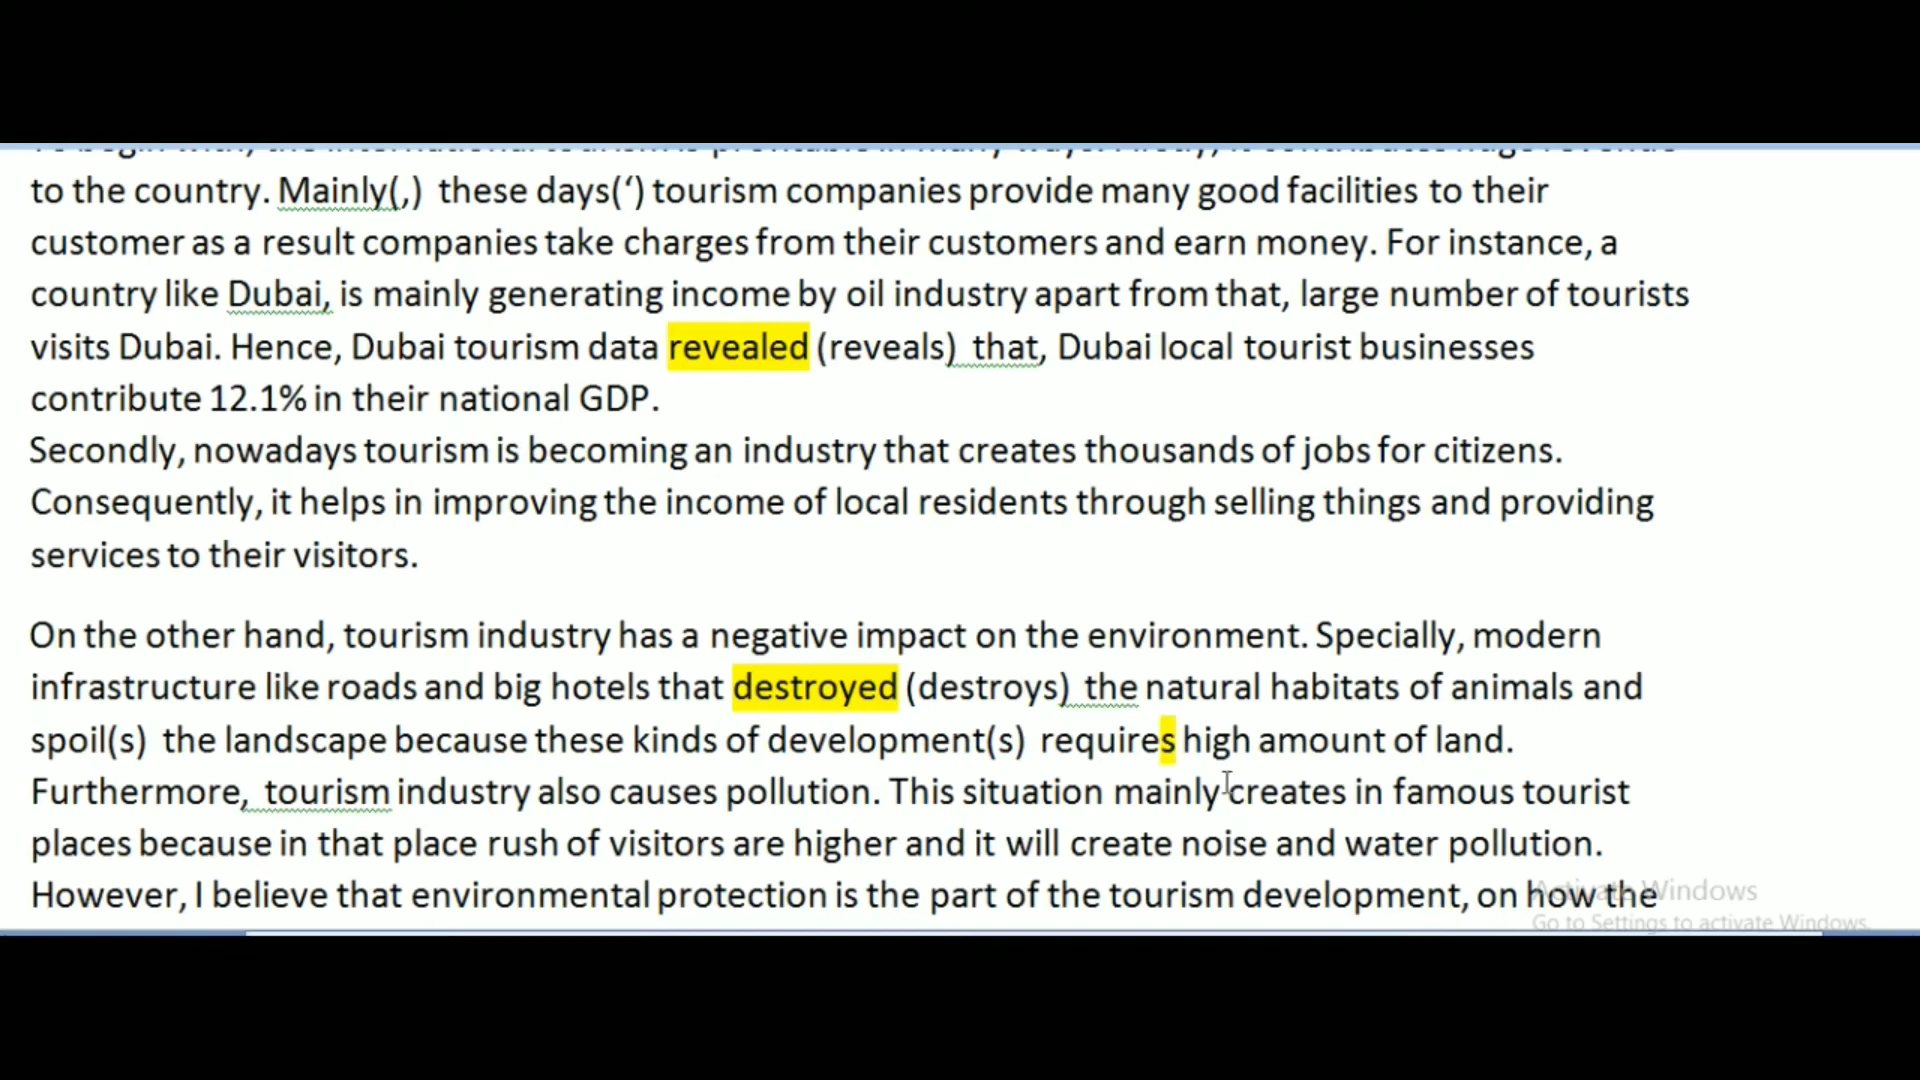 to the country. Mainly(,) these days(‘) tourism companies provide many good facilities to their
customer as a result companies take charges from their customers and earn money. For instance, a
country like Dubai, is mainly generating income by oil industry apart from that, large number of tourists
visits Dubai. Hence, Dubai tourism data revealed (reveals) that, Dubai local tourist businesses
contribute 12.1% in their national GDP.
Secondly, nowadays tourism is becoming an industry that creates thousands of jobs for citizens.
Consequently, it helps in improving the income of local residents through selling things and providing
services to their visitors.
On the other hand, tourism industry has a negative impact on the environment. Specially, modern
infrastructure like roads and big hotels that destroyed (destroys) the natural habitats of animals and
spoil(s) the landscape because these kinds of development(s) requires high amount of land.
Furthermore, tourism industry also causes pollution. This situation mainly creates in famous tourist
places because in that place rush of visitors are higher and it will create noise and water pollution.
However, I believe that environmental protection is the part of the tourism development, on how the
Activate Windows
Go to Settings to activate Windows.